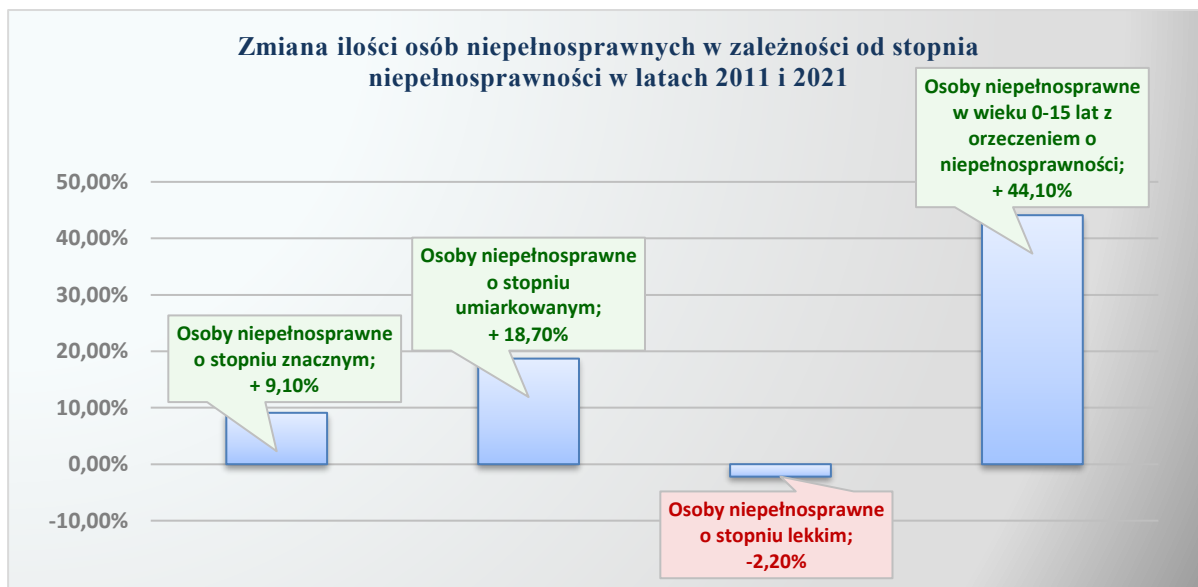 Zmiana ilości osób niepełnosprawnych w zależności od stopnia
niepełnosprawności w latach 2011 i 2021
50,00%
40,00%
30,00%
20,00%
10,00%
0,00%
-10,00%
Osoby niepełnosprawne
o stopniu znacznym;
+ 9,10%
Osoby niepełnosprawne
o stopniu
umiarkowanym;
+ 18,70%
Osoby niepełnosprawne
o stopniu lekkim;
-2,20%
Osoby niepełnosprawne
w wieku 0-15 lat z
orzeczeniem o
niepełnosprawności;
+ 44,10%